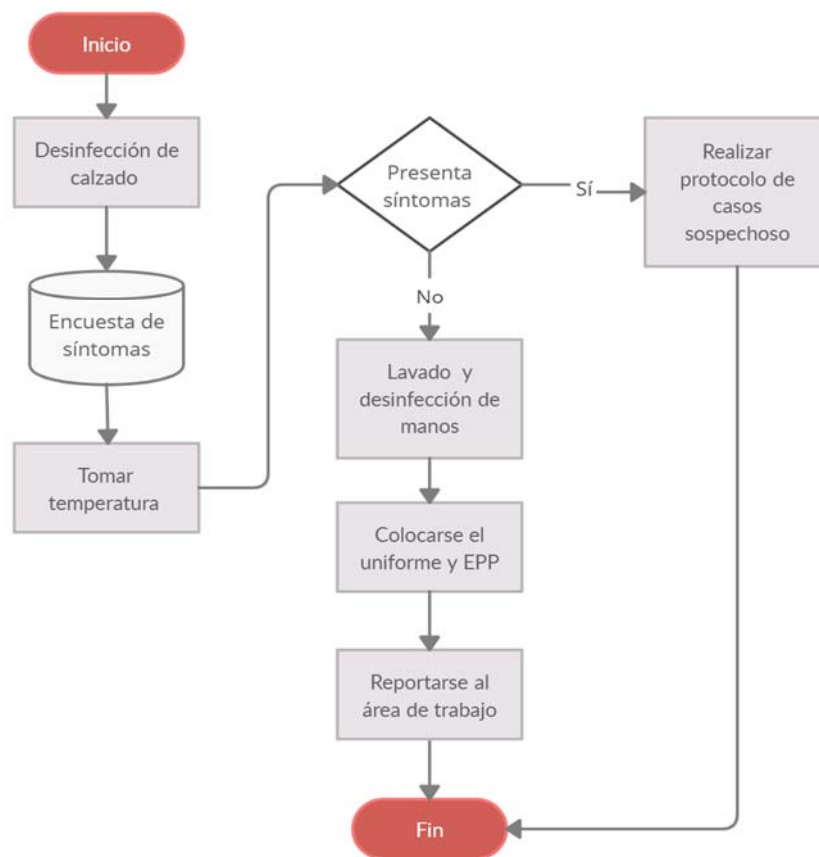 Inicio
Desinfección de
calzado
Encuesta de
síntomas
Tomar
temperatura
Presenta
síntomas
Sí
Realizar
protocolo de
casos
sospechoso
No
Lavado y
desinfección de
manos
Colocarse el
uniforme y EPP
Reportarse al
área de trabajo
Fin